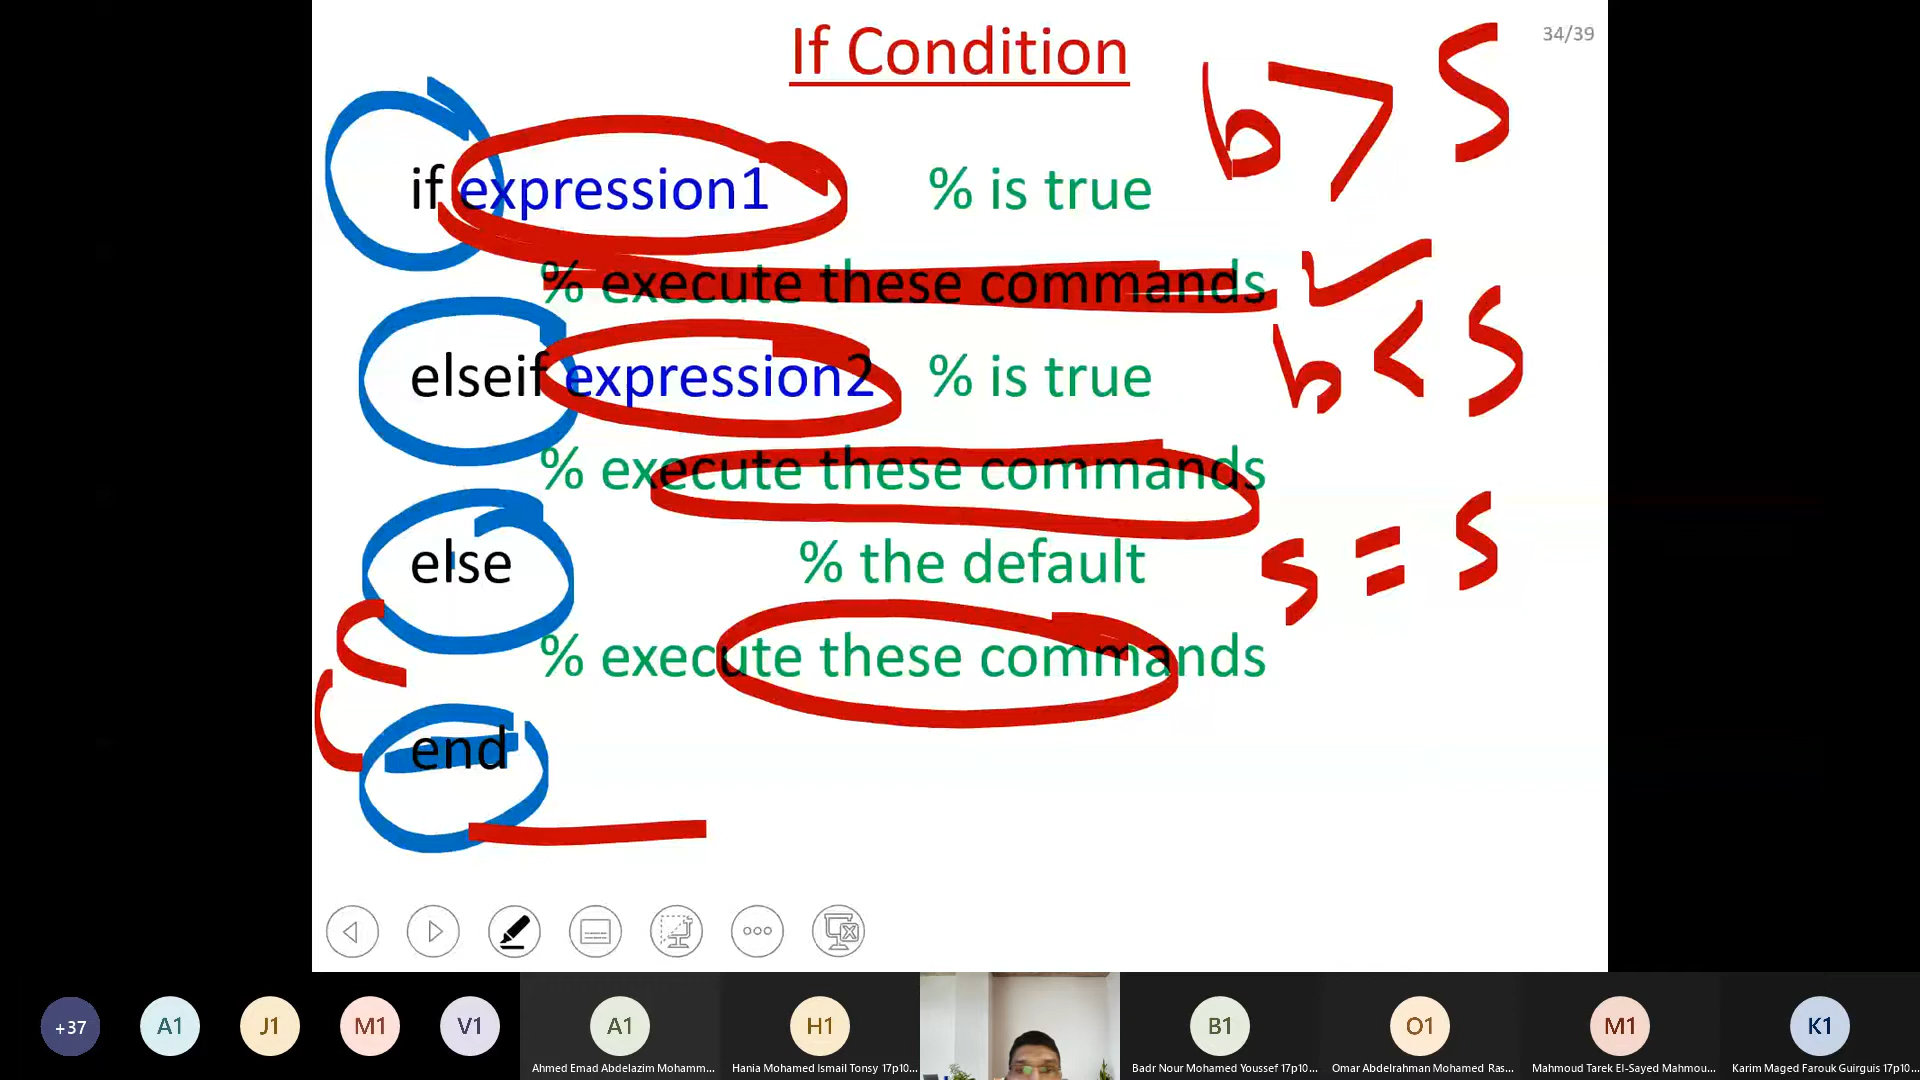 If Condition
34/39
b > 5
if expression1 % is true
% execute these commands
b < 5
elseif expression2 % is true
% execute these commands
else % the default
5 = 5
% execute these commands
end
+37
A1
J1
M1
V1
A1
H1
B1
O1
M1
K1
Ahmed Emad Abdelazim Mohamm...
Hania Mohamed Ismail Tonsy 17p10...
Badr Nour Mohamed Youssef 17p10...
Omar Abdelrahman Mohamed Ras...
Mahmoud Tarek El-Sayed Mahmou...
Karim Maged Farouk Guirguis 17p10...